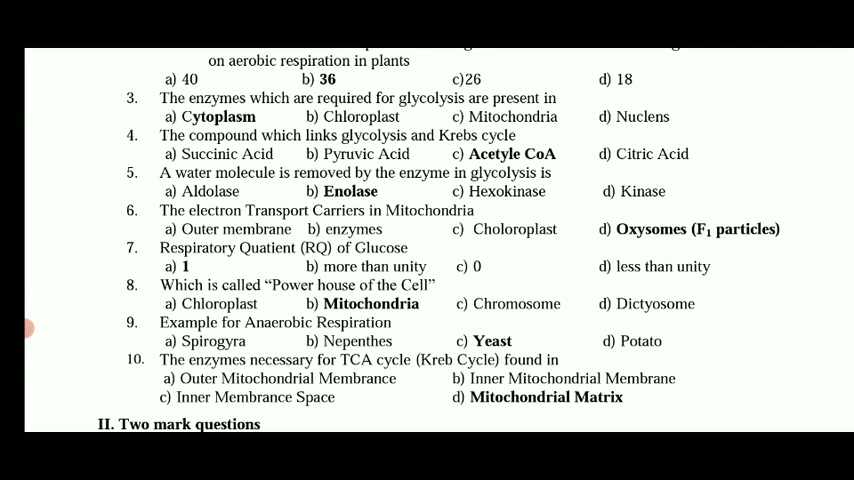 on aerobic respiration in plants
a) 40 b) 36 c)26 d) 18
3. The enzymes which are required for glycolysis are present in
a) Cytoplasm b) Chloroplast c) Mitochondria d) Nuclens
4. The compound which links glycolysis and Krebs cycle
a) Succinic Acid b) Pyruvic Acid c) Acetyle CoA d) Citric Acid
5. A water molecule is removed by the enzyme in glycolysis is
a) Aldolase b) Enolase c) Hexokinase d) Kinase
6. The electron Transport Carriers in Mitochondria
a) Outer membrane b) enzymes c) Choloroplast d) Oxysomes (F₁ particles)
7. Respiratory Quatient (RQ) of Glucose
a) 1 b) more than unity c) 0 d) less than unity
8. Which is called “Power house of the Cell”
a) Chloroplast b) Mitochondria c) Chromosome d) Dictyosome
9. Example for Anaerobic Respiration
a) Spirogyra b) Nepenthes c) Yeast d) Potato
10. The enzymes necessary for TCA cycle (Kreb Cycle) found in
a) Outer Mitochondrial Membrance b) Inner Mitochondrial Membrane
c) Inner Membrance Space d) Mitochondrial Matrix
II. Two mark questions